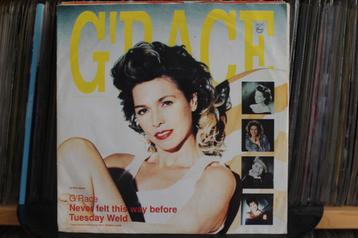 G'RACE
G'Race
Never felt this way before
Tuesday Weld